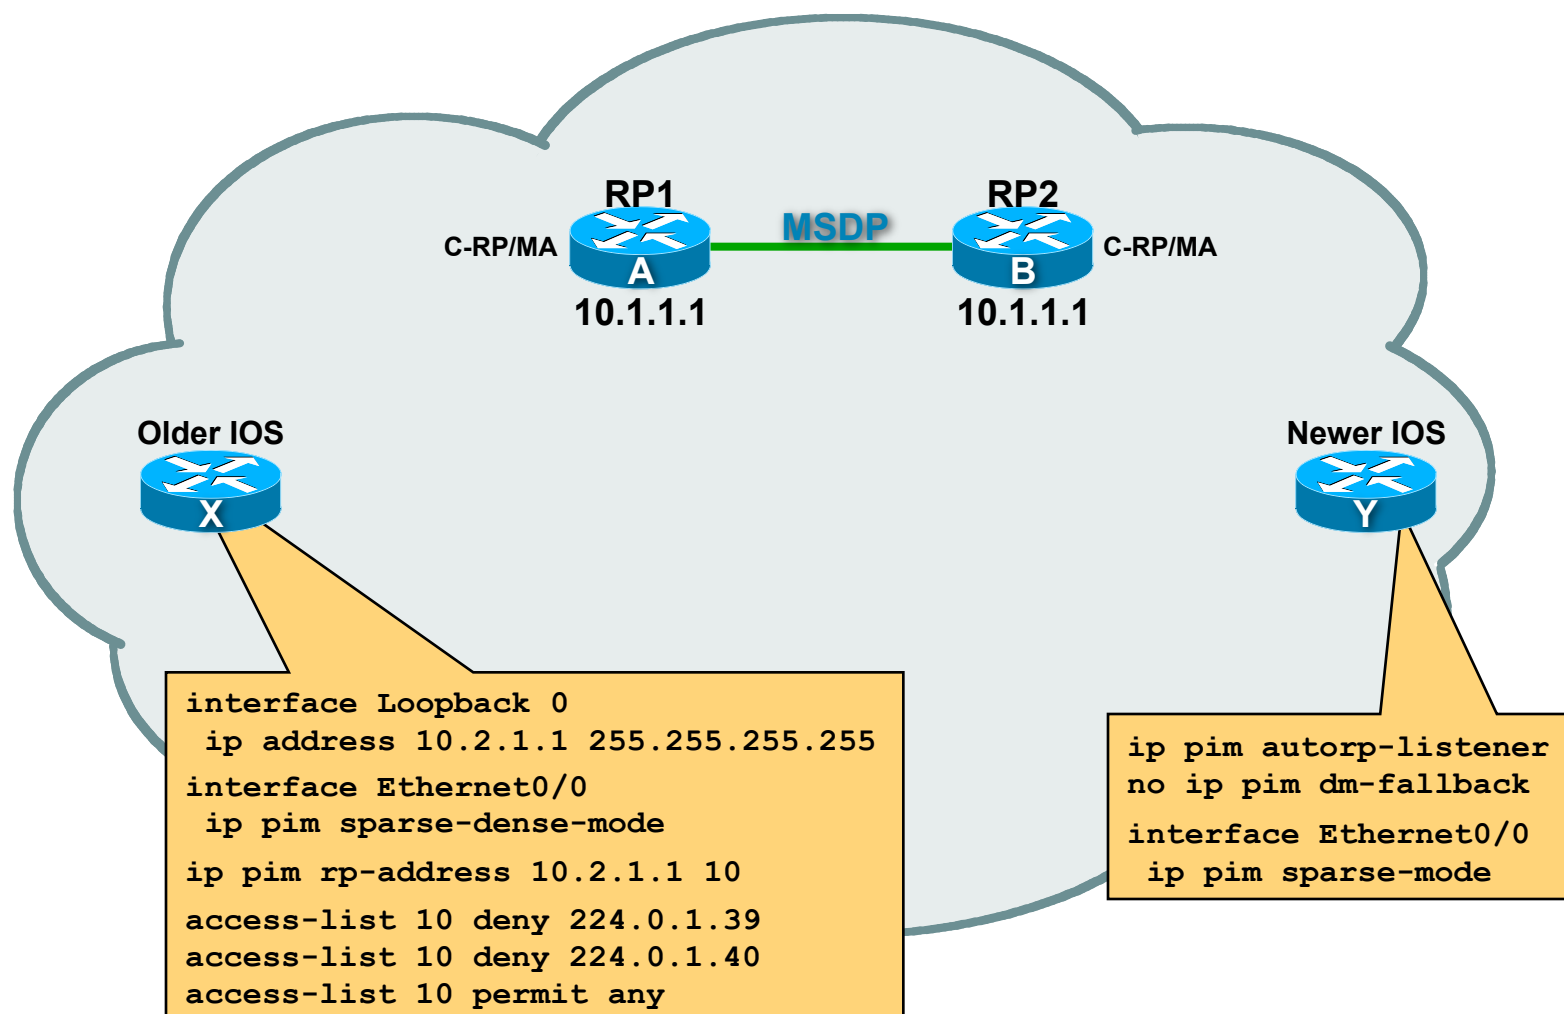 RP1
RP2
MSDP
C-RP/MA
A
B
C-RP/MA
10.1.1.1
10.1.1.1
Older IOS
X
Newer IOS
Y
interface Loopback 0
ip address 10.2.1.1 255.255.255.255
interface Ethernet0/0
ip pim sparse-dense-mode
ip pim rp-address 10.2.1.1 10
access-list 10 deny 224.0.1.39
access-list 10 deny 224.0.1.40
access-list 10 permit any
ip pim autorp-listener
no ip pim dm-fallback
interface Ethernet0/0
ip pim sparse-mode